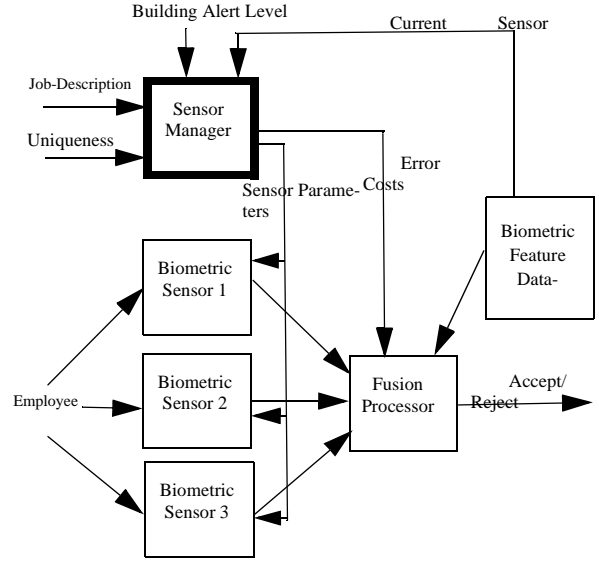 Building Alert Level
Current Sensor
Job-Description
Sensor
Manager
Uniqueness
Error
Costs
Sensor Parame-
ters
Biometric
Feature
Data-
Biometric
Sensor 1
Biometric
Sensor 2
Employee
Fusion
Processor
Accept/
Reject
Biometric
Sensor 3